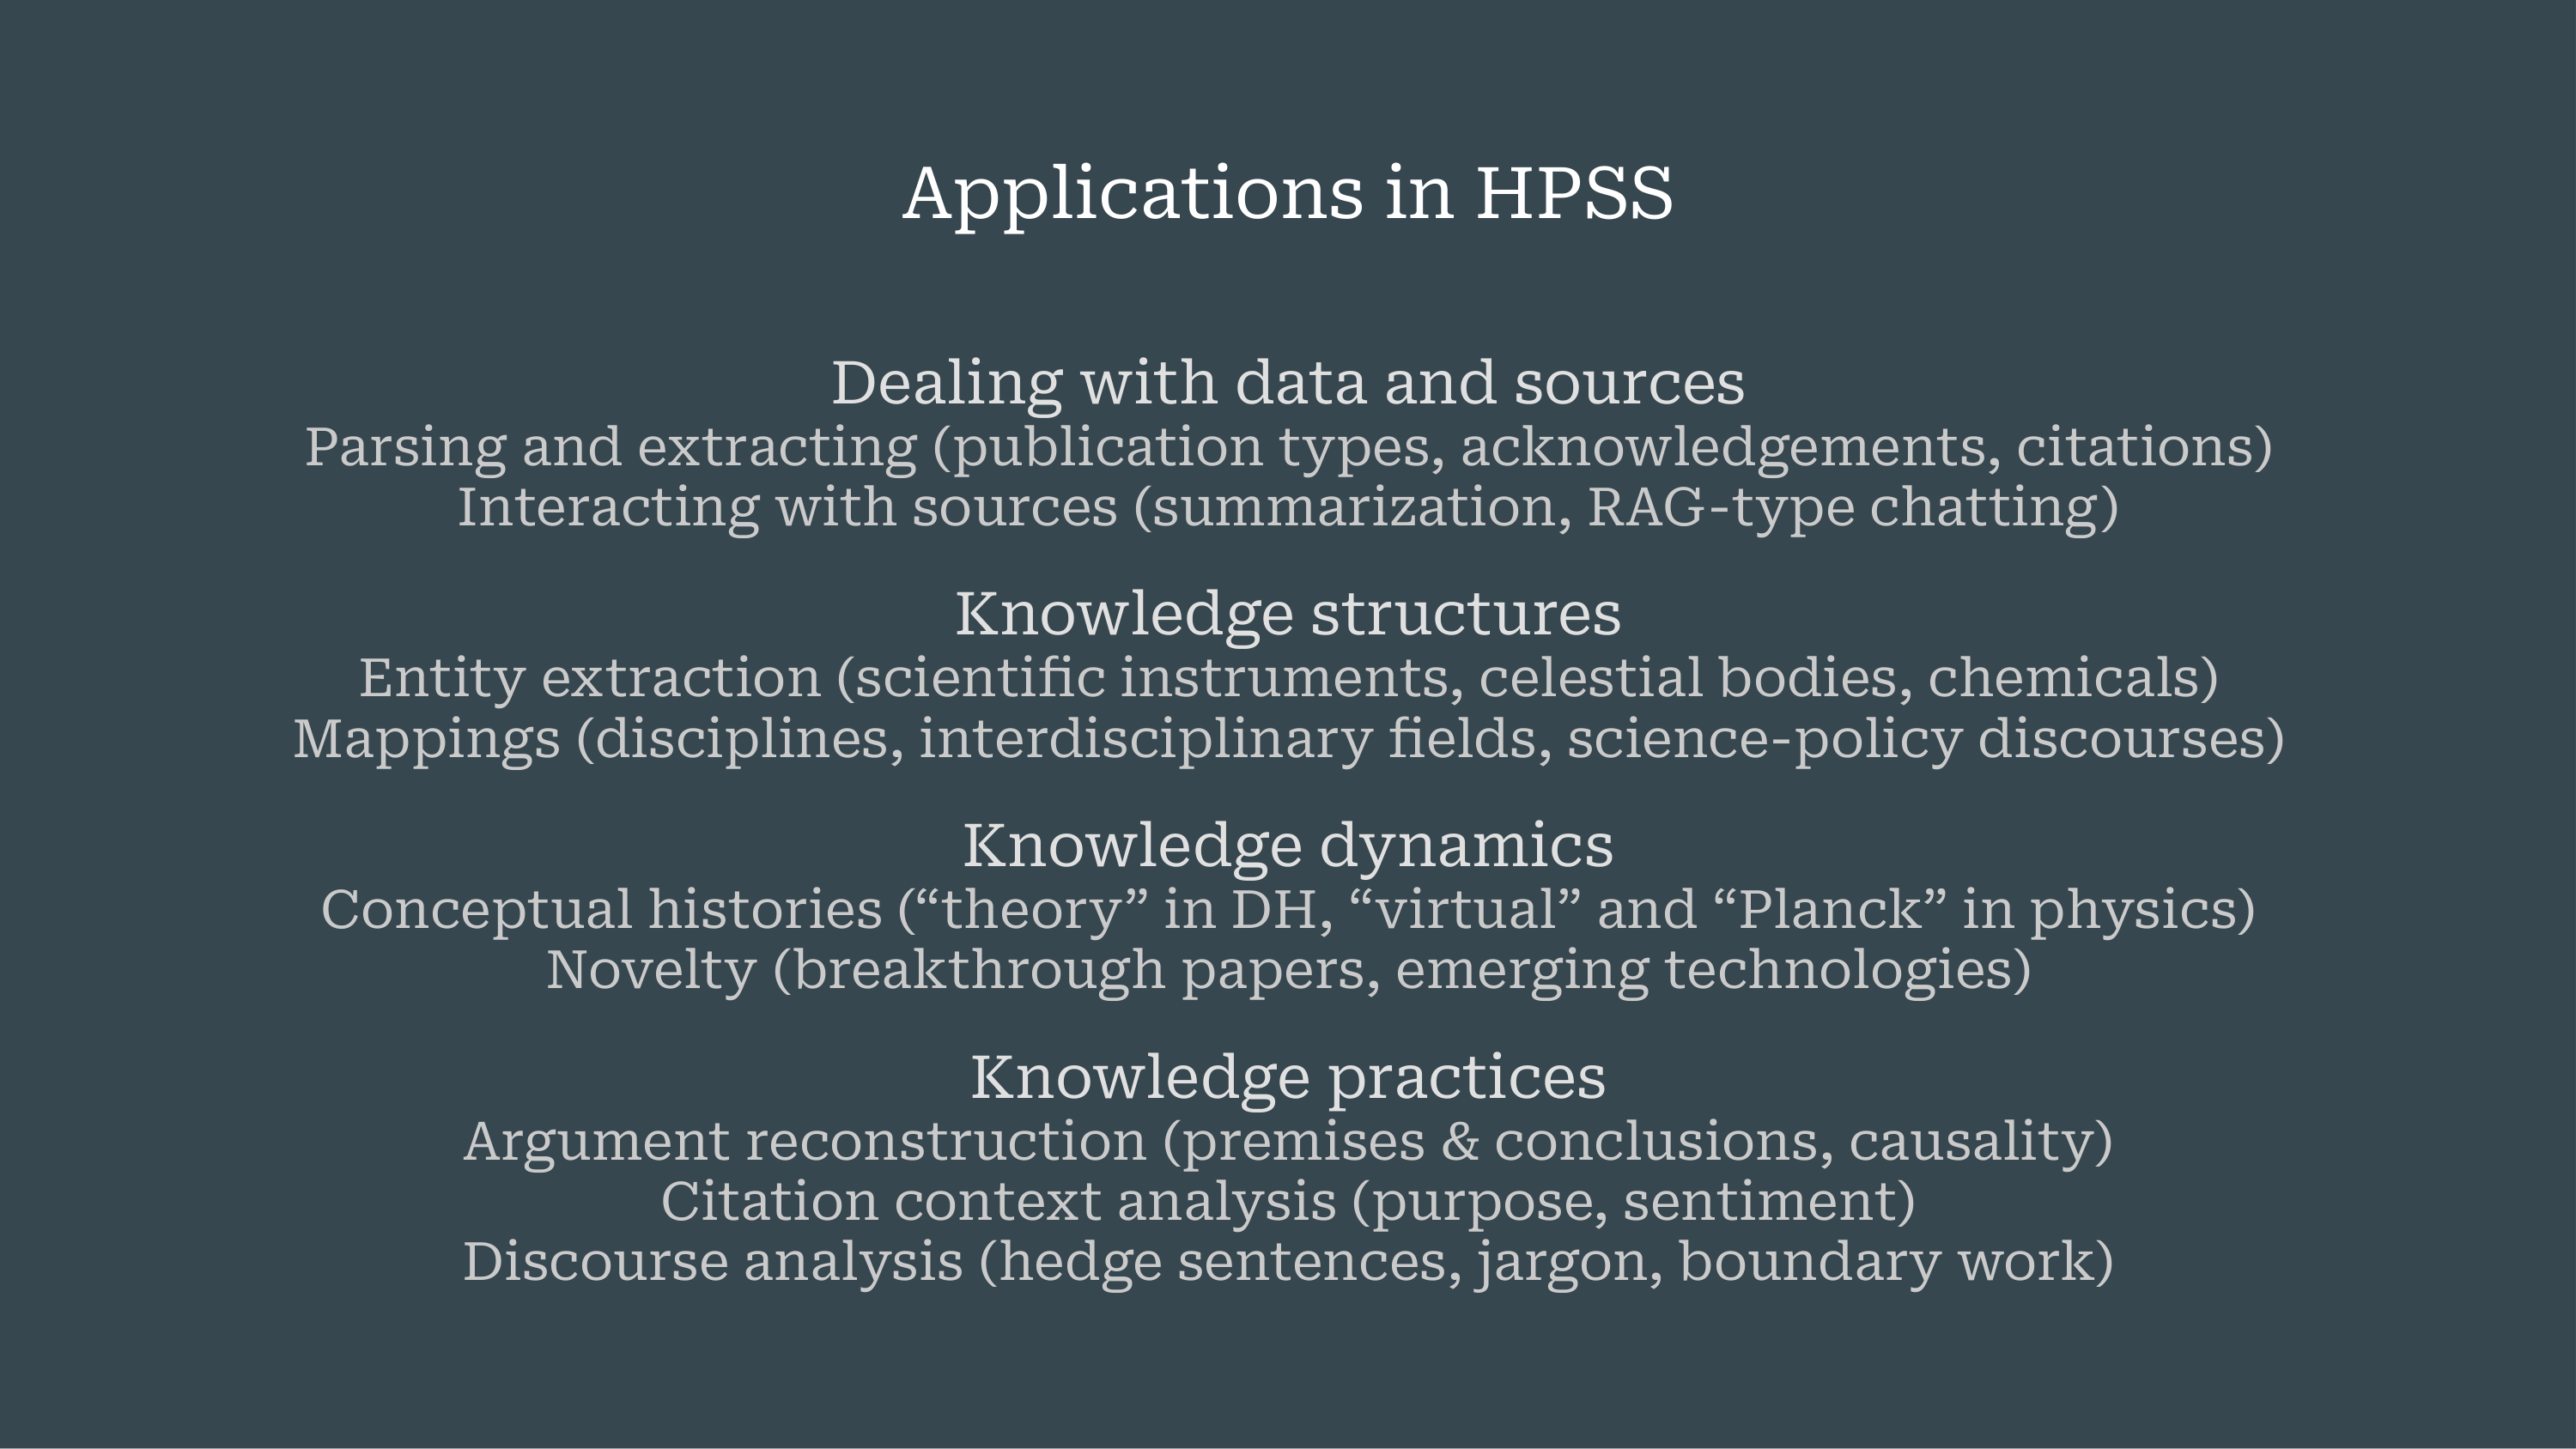 Applications in HPSS
Dealing with data and sources
Parsing and extracting (publication types, acknowledgements, citations)
Interacting with sources (summarization, RAG-type chatting)
Knowledge structures
Entity extraction (scientific instruments, celestial bodies, chemicals)
Mappings (disciplines, interdisciplinary fields, science-policy discourses)
Knowledge dynamics
Conceptual histories (“theory” in DH, “virtual” and “Planck” in physics)
Novelty (breakthrough papers, emerging technologies)
Knowledge practices
Argument reconstruction (premises & conclusions, causality)
Citation context analysis (purpose, sentiment)
Discourse analysis (hedge sentences, jargon, boundary work)